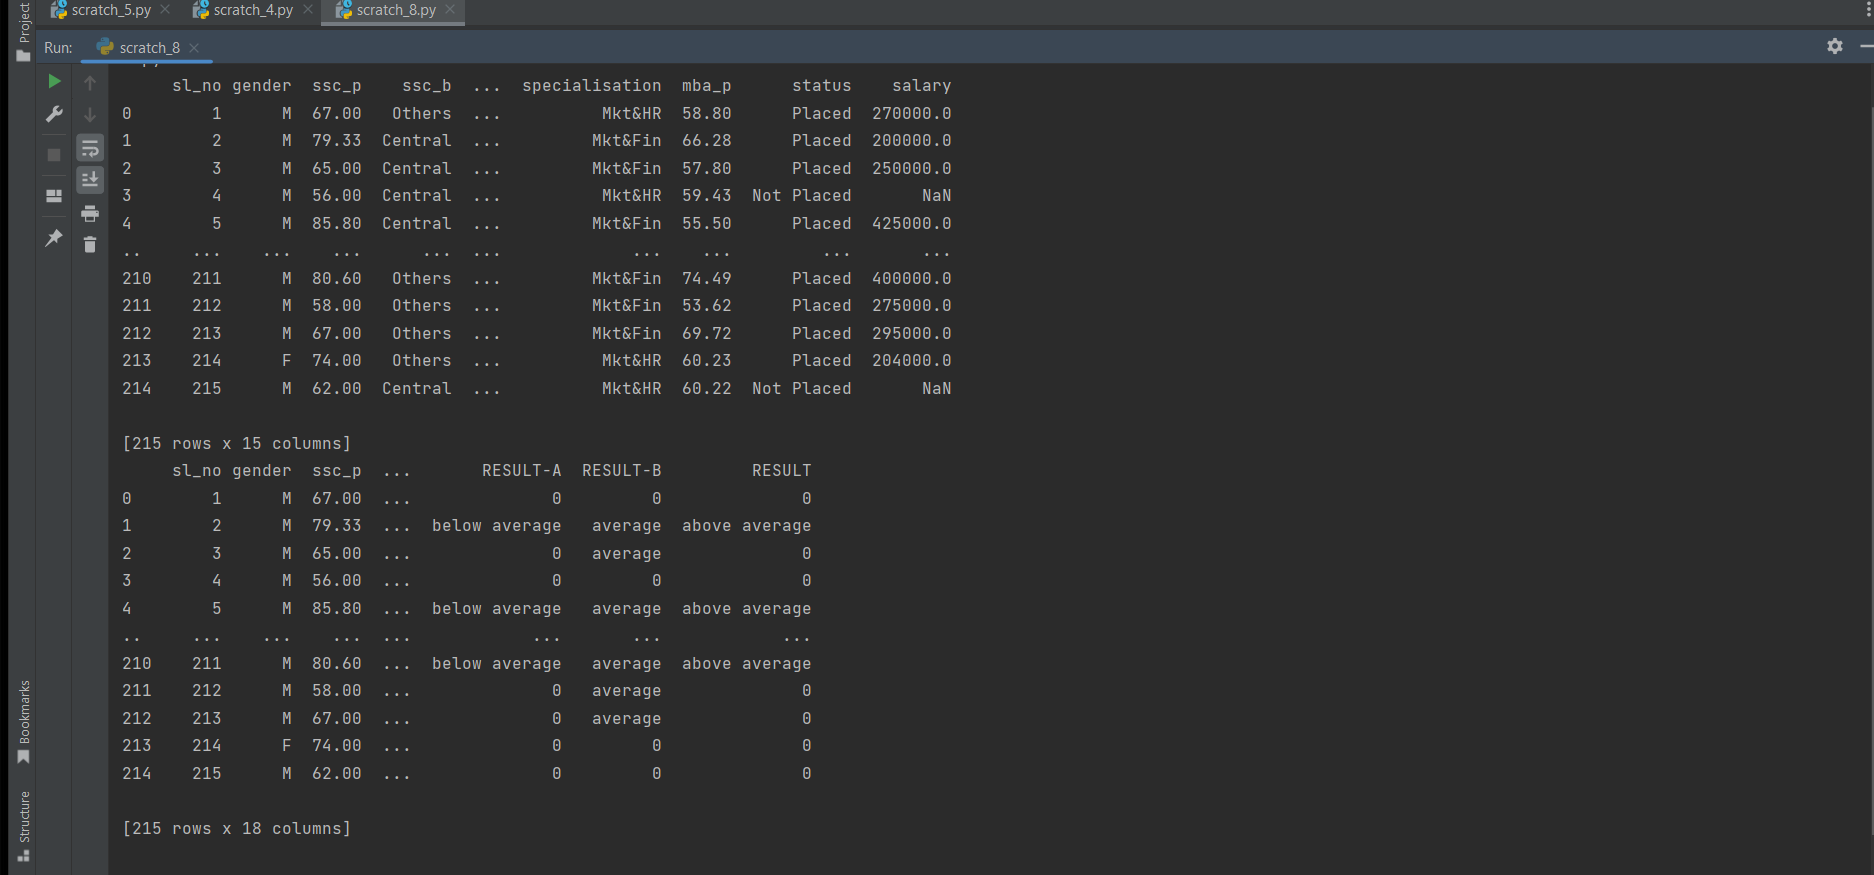 Project
scratch_5.py
scratch_4.py
scratch_8.py
Run:
scratch_8
sl_no gender ssc_p ssc_b ... specialisation mba_p status salary
0 1 M 67.00 Others ... Mkt&HR 58.80 Placed 270000.0
1 2 M 79.33 Central ... Mkt&Fin 66.28 Placed 200000.0
2 3 M 65.00 Central ... Mkt&Fin 57.80 Placed 250000.0
3 4 M 56.00 Central ... Mkt&HR 59.43 Not Placed NaN
4 5 M 85.80 Central ... Mkt&Fin 55.50 Placed 425000.0
.. ... ... ... ... ... ... ... ... ...
210 211 M 80.60 Others ... Mkt&Fin 74.49 Placed 400000.0
211 212 M 58.00 Others ... Mkt&Fin 53.62 Placed 275000.0
212 213 M 67.00 Others ... Mkt&Fin 69.72 Placed 295000.0
213 214 F 74.00 Others ... Mkt&HR 60.23 Placed 204000.0
214 215 M 62.00 Central ... Mkt&HR 60.22 Not Placed NaN
[215 rows x 15 columns]
sl_no gender ssc_p ... RESULT-A RESULT-B RESULT
0 1 M 67.00 ... 0 0 0
1 2 M 79.33 ... below average average above average
2 3 M 65.00 ... 0 average 0
3 4 M 56.00 ... 0 0 0
4 5 M 85.80 ... below average average above average
.. ... ... ... ... ... ... ...
210 211 M 80.60 ... below average average above average
211 212 M 58.00 ... 0 average 0
212 213 M 67.00 ... 0 average 0
213 214 F 74.00 ... 0 0 0
214 215 M 62.00 ... 0 0 0
[215 rows x 18 columns]
Bookmarks
Structure